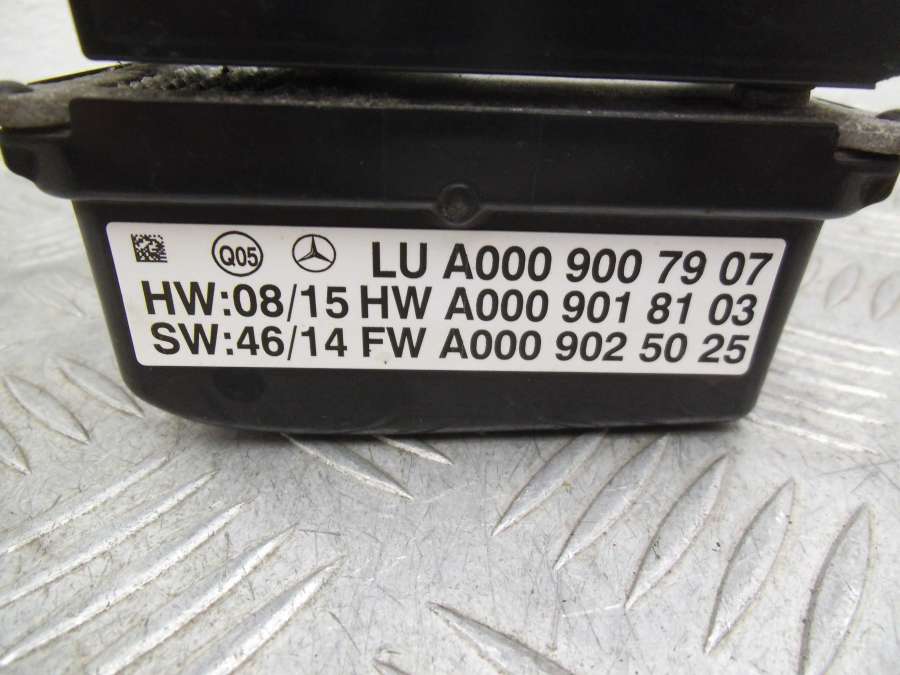 Q05 LU A000 900 79 07
HW:08/15 HW A000 901 81 03
SW:46/14 FW A000 902 50 25